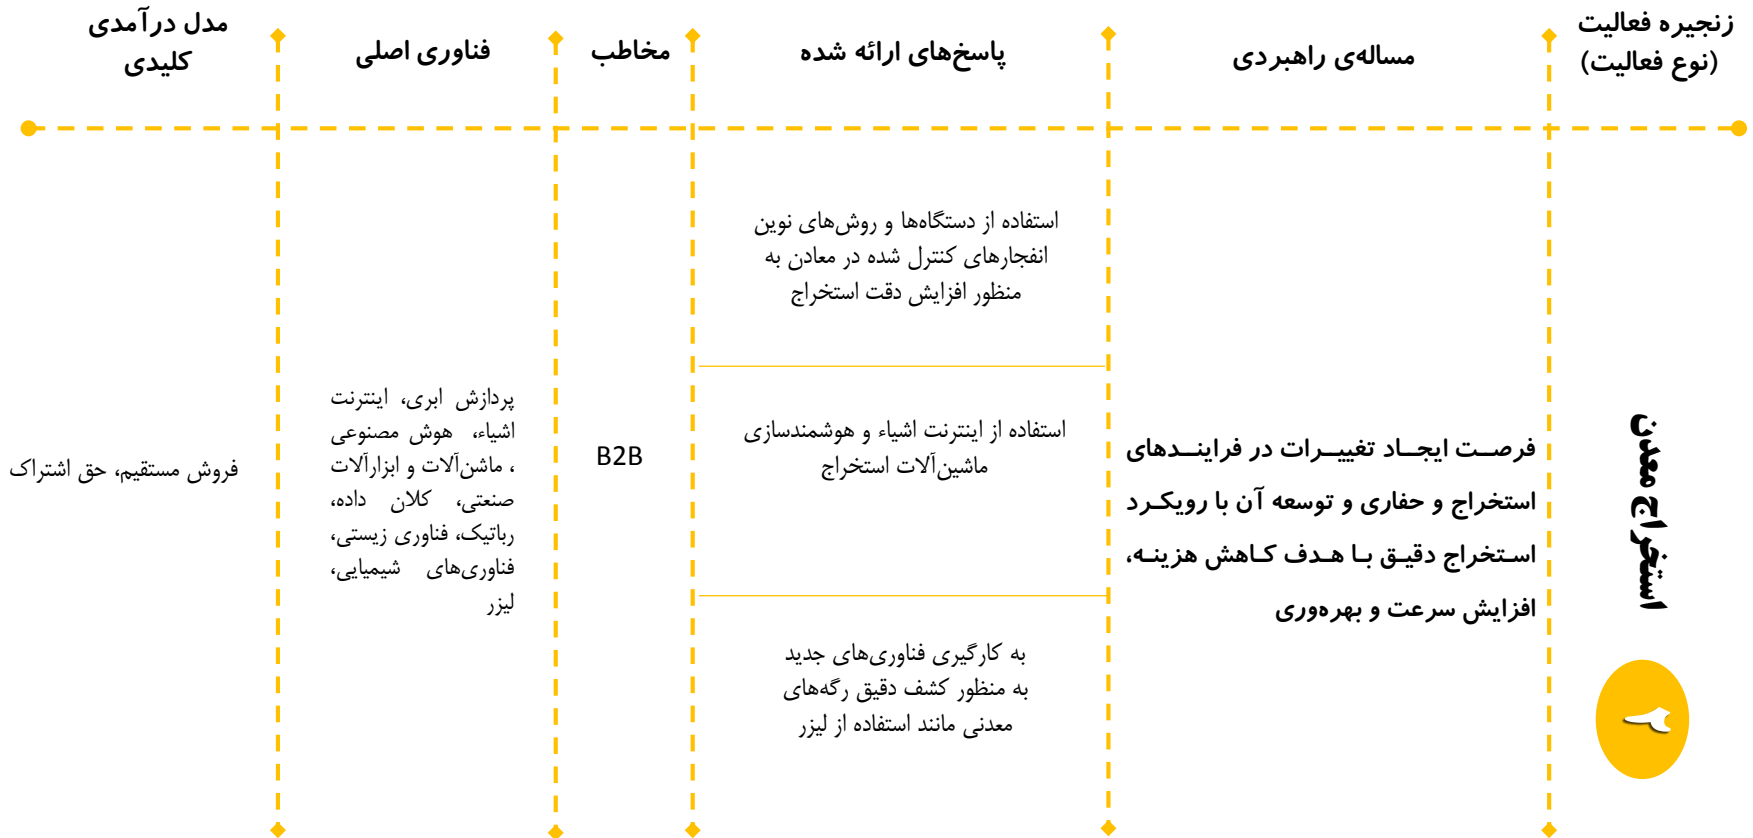 زنجیره فعالیت
(نوع فعالیت)
مساله‌ی راهبردی
پاسخ‌های ارائه شده
مخاطب
فناوری اصلی
مدل درآمدی
کلیدی
استخراج معدن
۲
فرصت ایجاد تغییرات در فرایندهای
استخراج و حفاری و توسعه آن با رویکرد
استخراج دقیق با هدف کاهش هزینه،
افزایش سرعت و بهره‌وری
استفاده از دستگاه‌ها و روش‌های نوین
انفجارهای کنترل شده در معادن به
منظور افزایش دقت استخراج
استفاده از اینترنت اشیاء و هوشمندسازی
ماشین‌آلات استخراج
به کارگیری فناوری‌های جدید
به منظور کشف دقیق رگه‌های
معدنی مانند استفاده از لیزر
B2B
پردازش ابری، اینترنت
اشیاء، هوش مصنوعی
، ماشن‌آلات و ابزارآلات
صنعتی، کلان داده،
رباتیک، فناوری زیستی،
فناوری‌های شیمیایی،
لیزر
فروش مستقیم، حق اشتراک